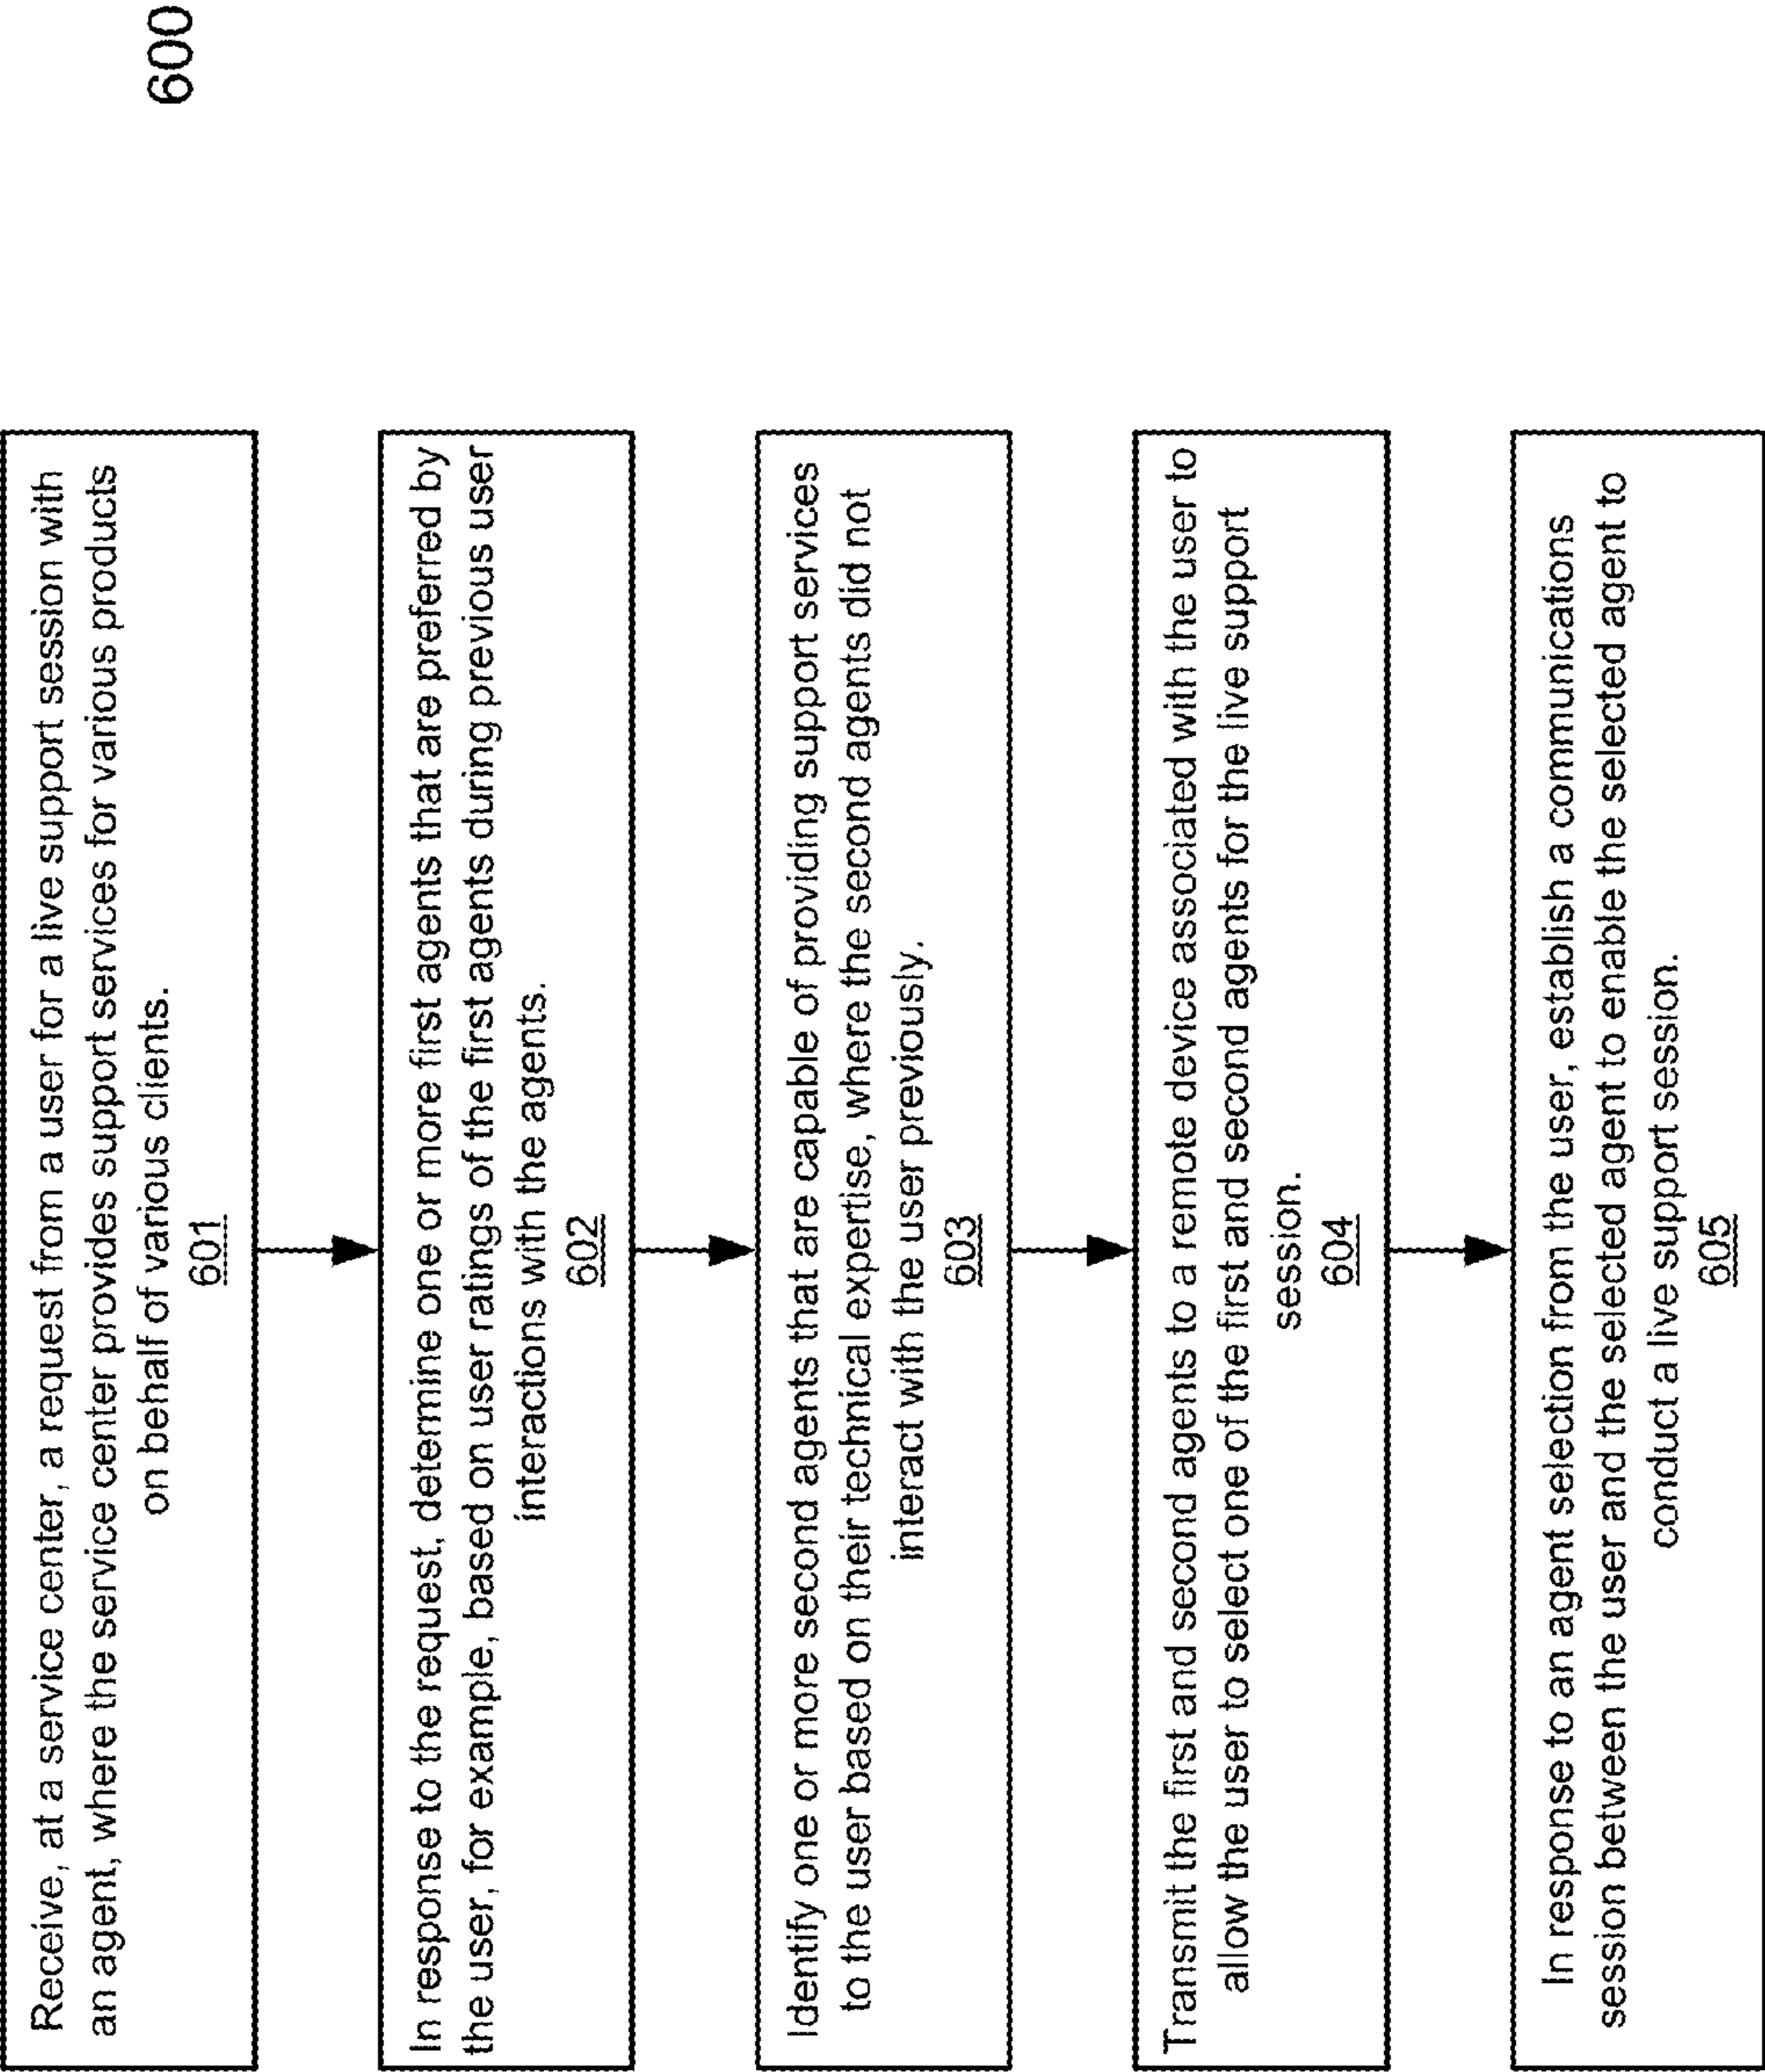 600
Receive, at a service center, a request from a user for a live support session with
an agent, where the service center provides support services for various products
on behalf of various clients.
601
In response to the request, determine one or more first agents that are preferred by
the user, for example, based on user ratings of the first agents during previous user
interactions with the agents.
602
Identify one or more second agents that are capable of providing support services
to the user based on their technical expertise, where the second agents did not
interact with the user previously.
603
Transmit the first and second agents to a remote device associated with the user to
allow the user to select one of the first and second agents for the live support
session.
604
In response to an agent selection from the user, establish a communications
session between the user and the selected agent to enable the selected agent to
conduct a live support session.
605